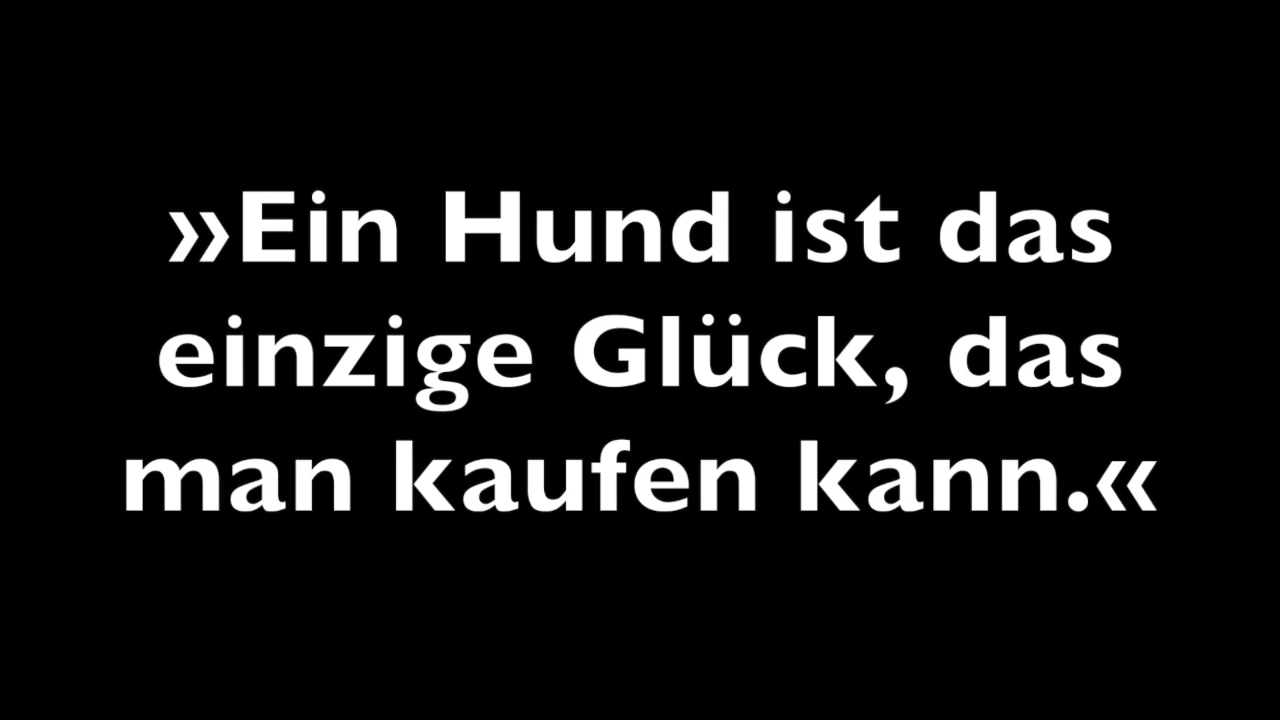 »Ein Hund ist das
einzige Glück, das
man kaufen kann.«